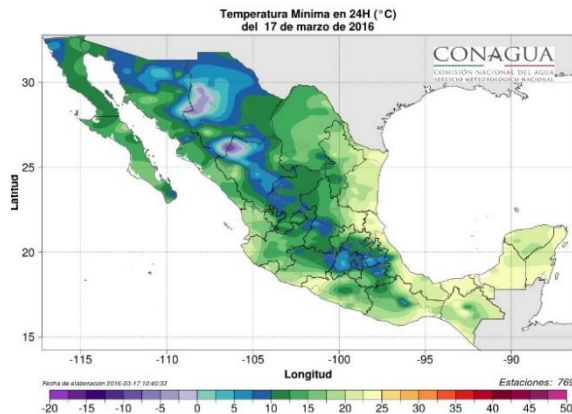 Temperatura Mínima en 24H (°C)
del 17 de marzo de 2016
CONAGUA
COMISIÓN NACIONAL DEL AGUA
SERVICIO METEOROLÓGICO NACIONAL
Latitud
30
25
20
15
-115 -110 -105 -100 -95 -90
Longitud
Fecha de elaboración 2016-03-17 10:40:33
Estaciones: 769
-20 -15 -10 -5 0 5 10 15 20 25 30 35 40 45 50